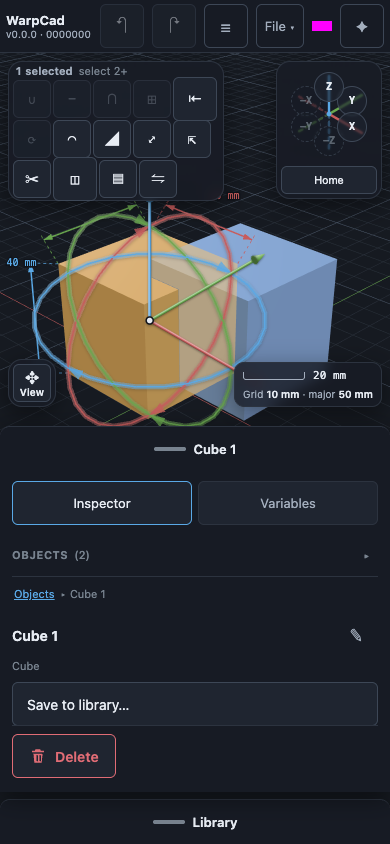 WarpCad
v0.0.0 · 0000000
File ▾
1 selected select 2+
-X
Z
Y
-Y
X
-Z
Home
mm
40 mm
View
20 mm
Grid 10 mm · major 50 mm
Cube 1
Inspector
Variables
OBJECTS (2)
Objects ▸ Cube 1
Cube 1
Cube
Save to library...
Delete
Library